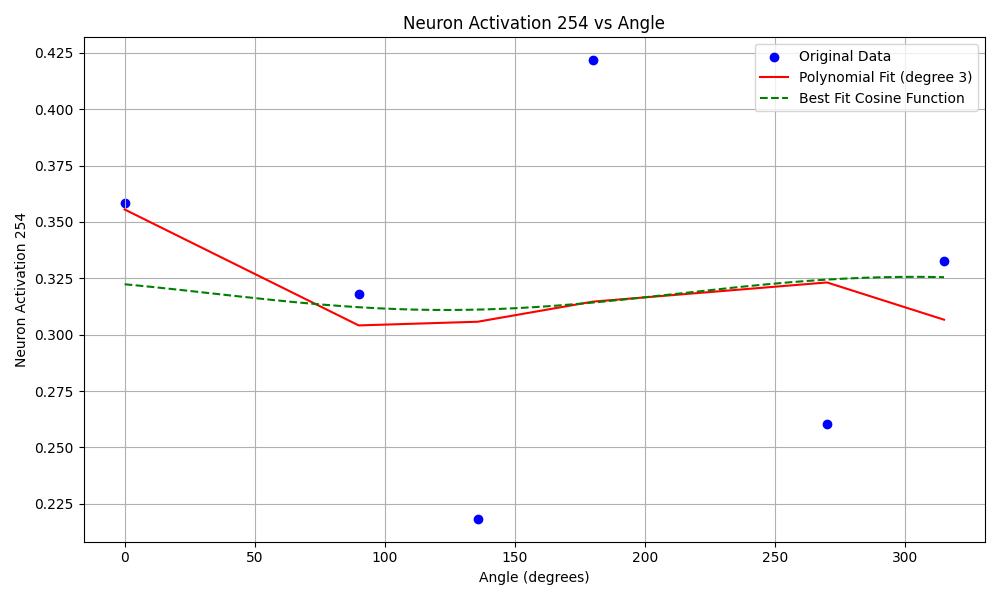 Neuron Activation 254 vs Angle
Original Data
Polynomial Fit (degree 3)
Best Fit Cosine Function
Neuron Activation 254
0.425
0.400
0.375
0.350
0.325
0.300
0.275
0.250
0.225
0
50
100
150
200
250
300
Angle (degrees)